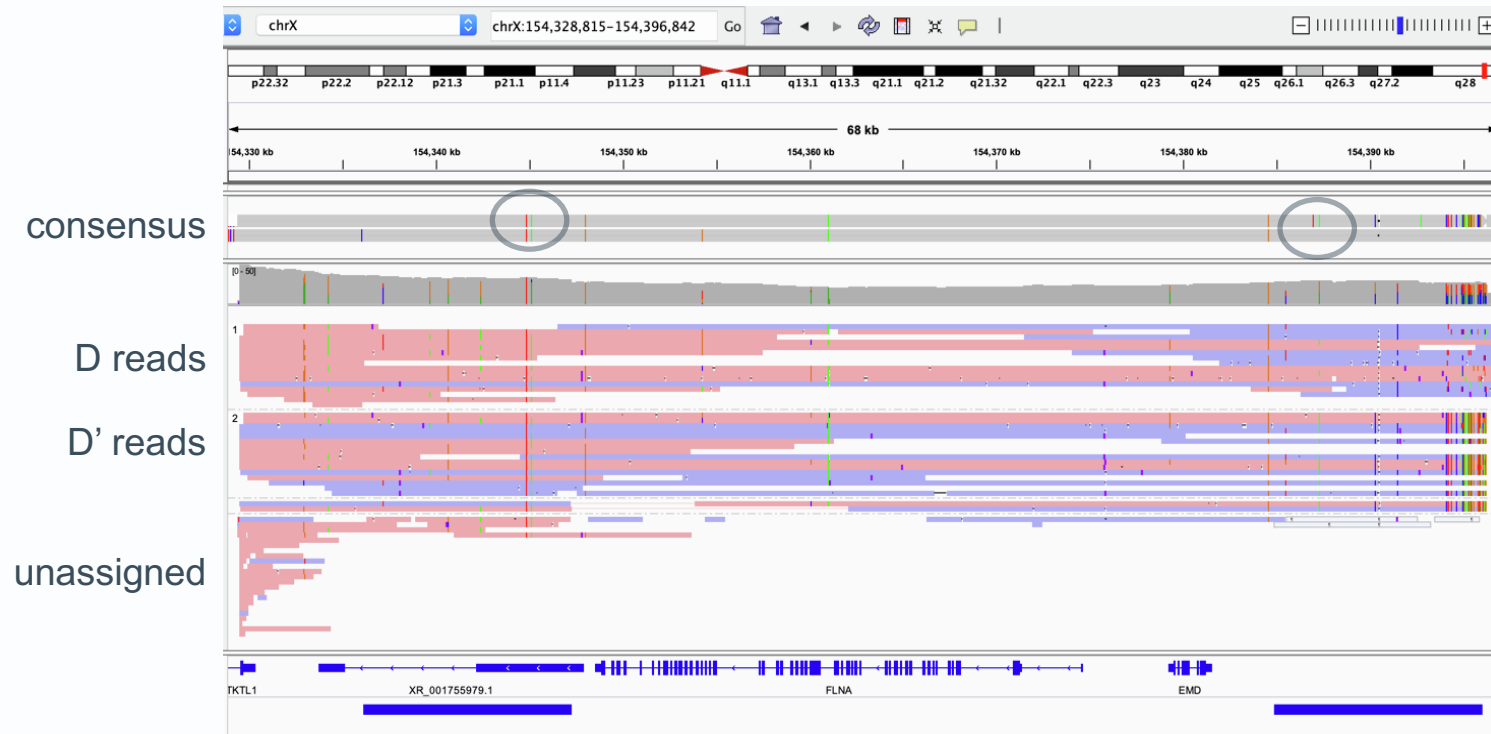 chrX chrX:154,328,815-154,396,842 Go
p22.32 p22.2 p22.12 p21.3 p21.1 p11.4 p11.23 p11.21 q11.1 q13.1 q13.3 q21.1 q21.2 q21.32 q22.1 q22.3 q23 q24 q25 q26.1 q26.3 q27.2 q28
68 kb
154,330 kb 154,340 kb 154,350 kb 154,360 kb 154,370 kb 154,380 kb 154,390 kb
consensus
[0 - 50]
1
D reads
2
D' reads
unassigned
TKTL1 XR_001755979.1 FLNA EMD